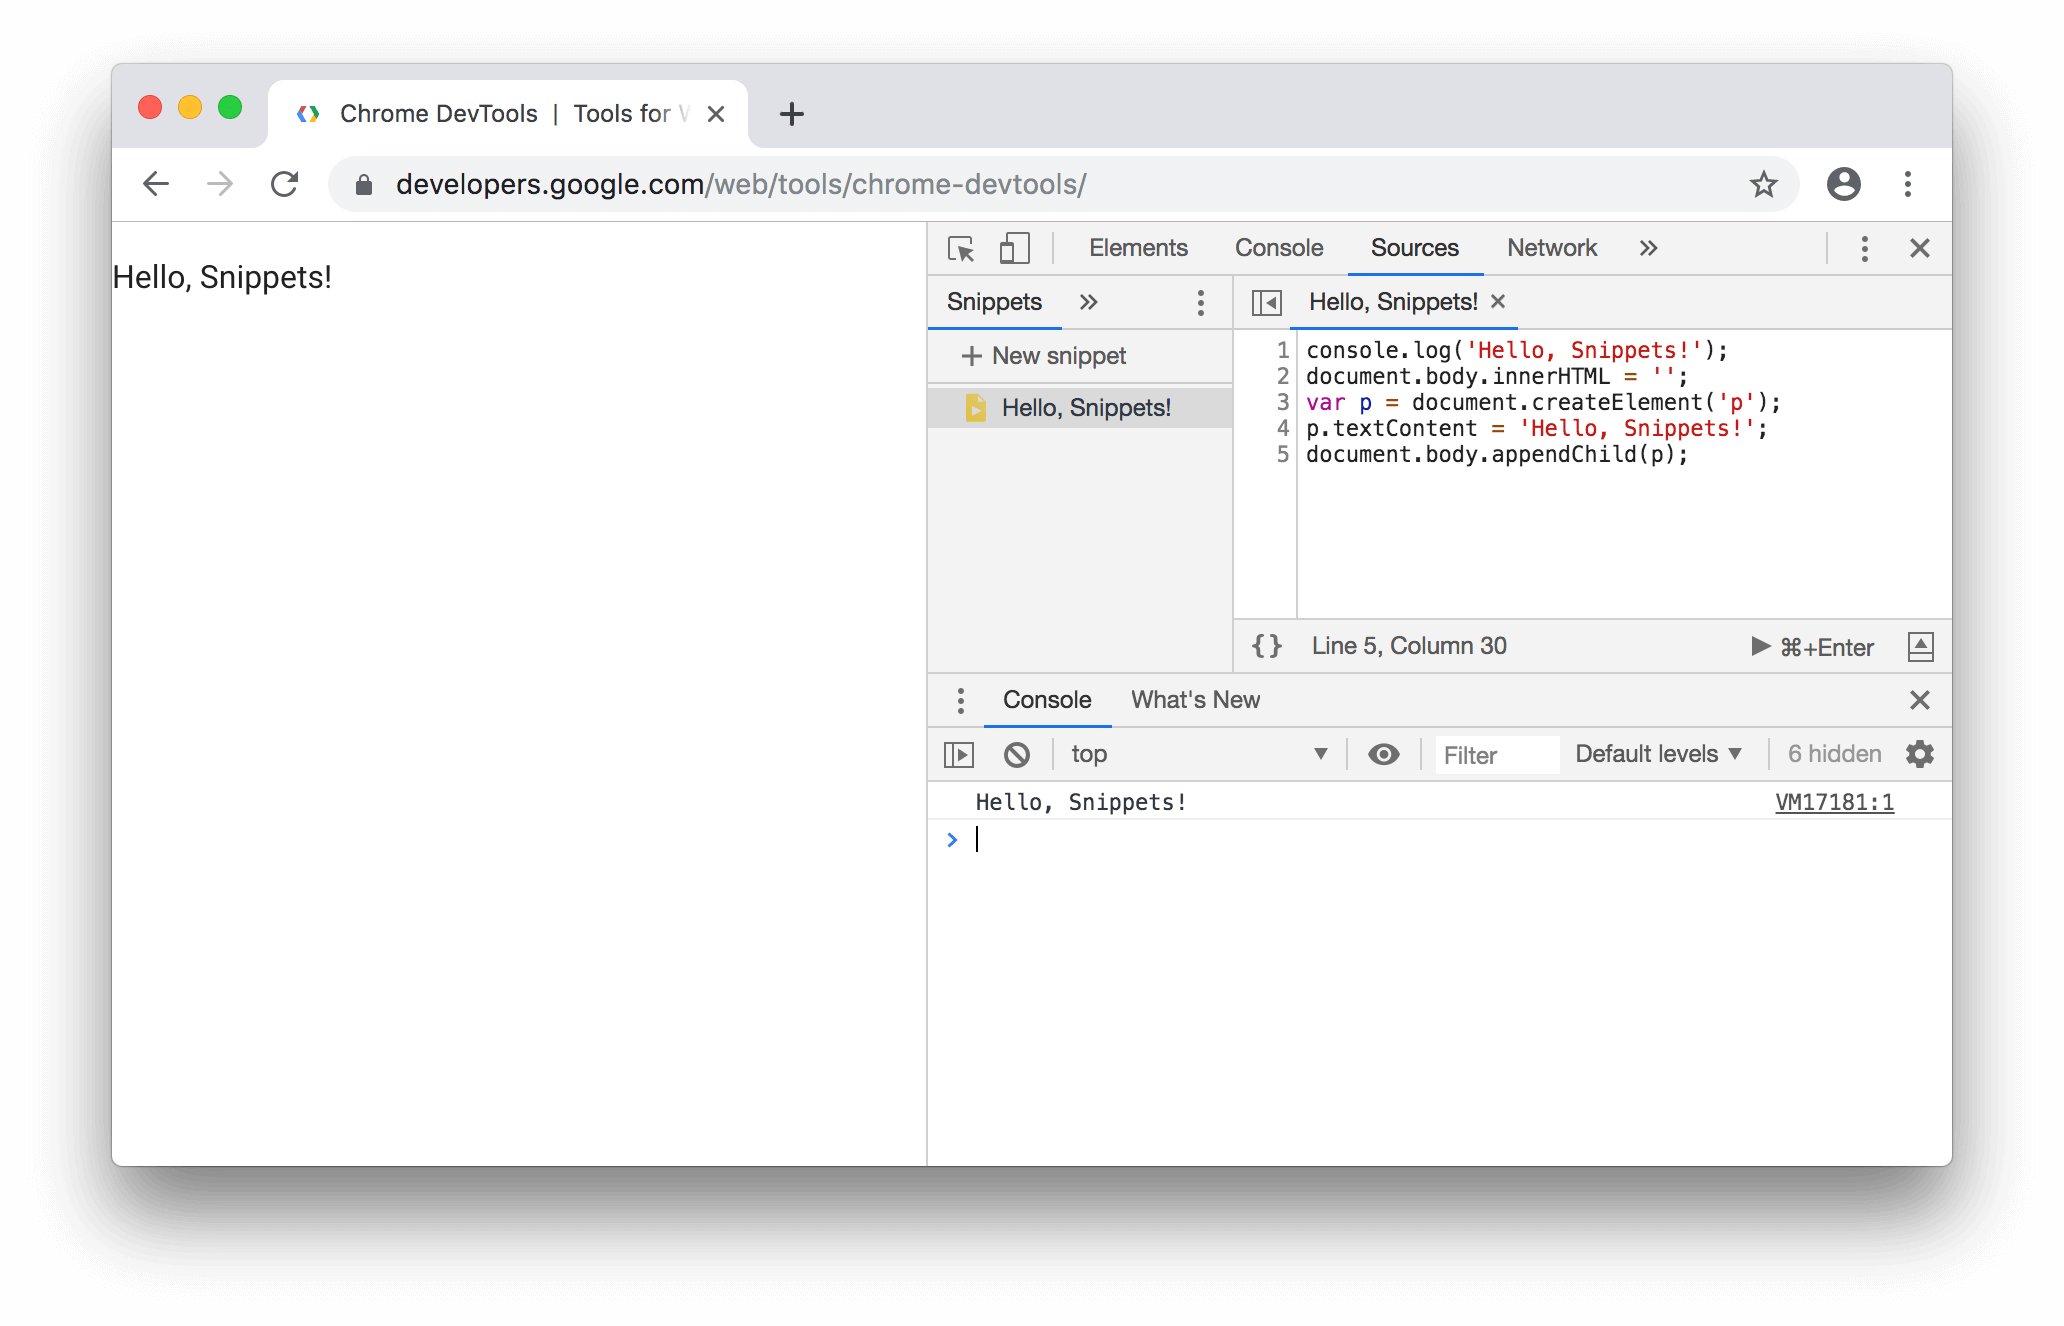 Chrome DevTools | Tools for W
developers.google.com/web/tools/chrome-devtools/
Hello, Snippets!
Elements Console Sources Network »
Snippets »
+ New snippet
Hello, Snippets!
Hello, Snippets! ×
1 console.log('Hello, Snippets!');
2 document.body.innerHTML = '';
3 var p = document.createElement('p');
4 p.textContent = 'Hello, Snippets!';
5 document.body.appendChild(p);
{} Line 5, Column 30 ▶ ⌘+Enter
Console What's New
top ▼ Filter Default levels ▼ 6 hidden
Hello, Snippets! VM17181:1
>